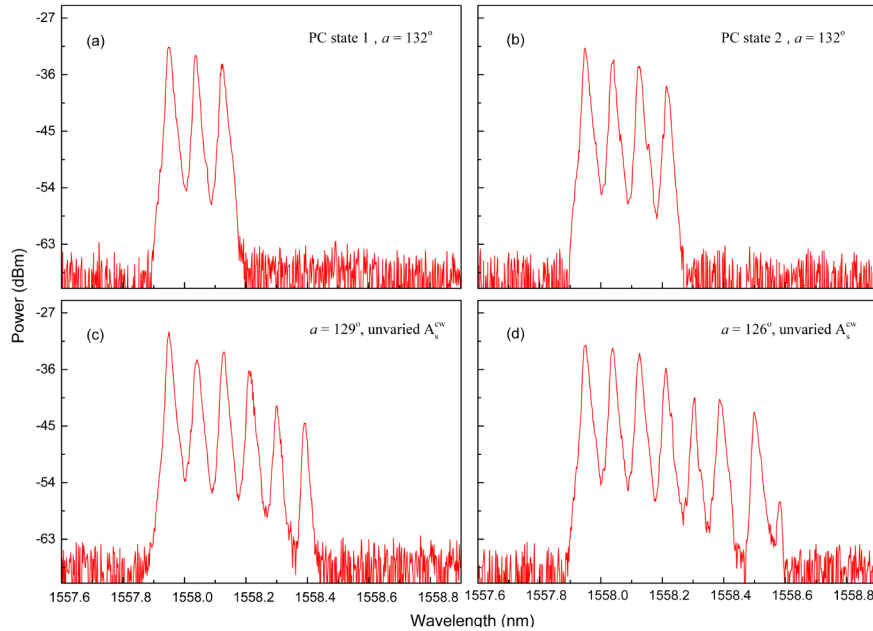 (a) PC state 1 , a = 132°
(b) PC state 2 , a = 132°
-27
-36
-45
-54
-63
Power (dBm)
(c) a = 129°, unvaried A_s^cw
(d) a = 126°, unvaried A_s^cw
-27
-36
-45
-54
-63
1557.6 1557.8 1558.0 1558.2 1558.4 1558.6 1558.8
1557.6 1557.8 1558.0 1558.2 1558.4 1558.6 1558.8
Wavelength (nm)